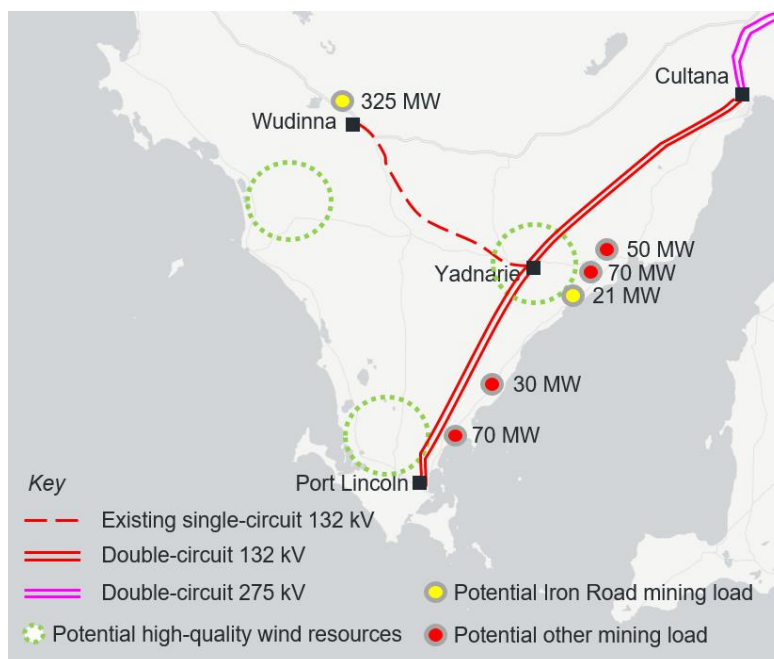 Cultana
325 MW
Wudinna
50 MW
Yadnarie
70 MW
21 MW
30 MW
70 MW
Port Lincoln
Key
Existing single-circuit 132 kV
Double-circuit 132 kV
Double-circuit 275 kV
Potential Iron Road mining load
Potential high-quality wind resources
Potential other mining load